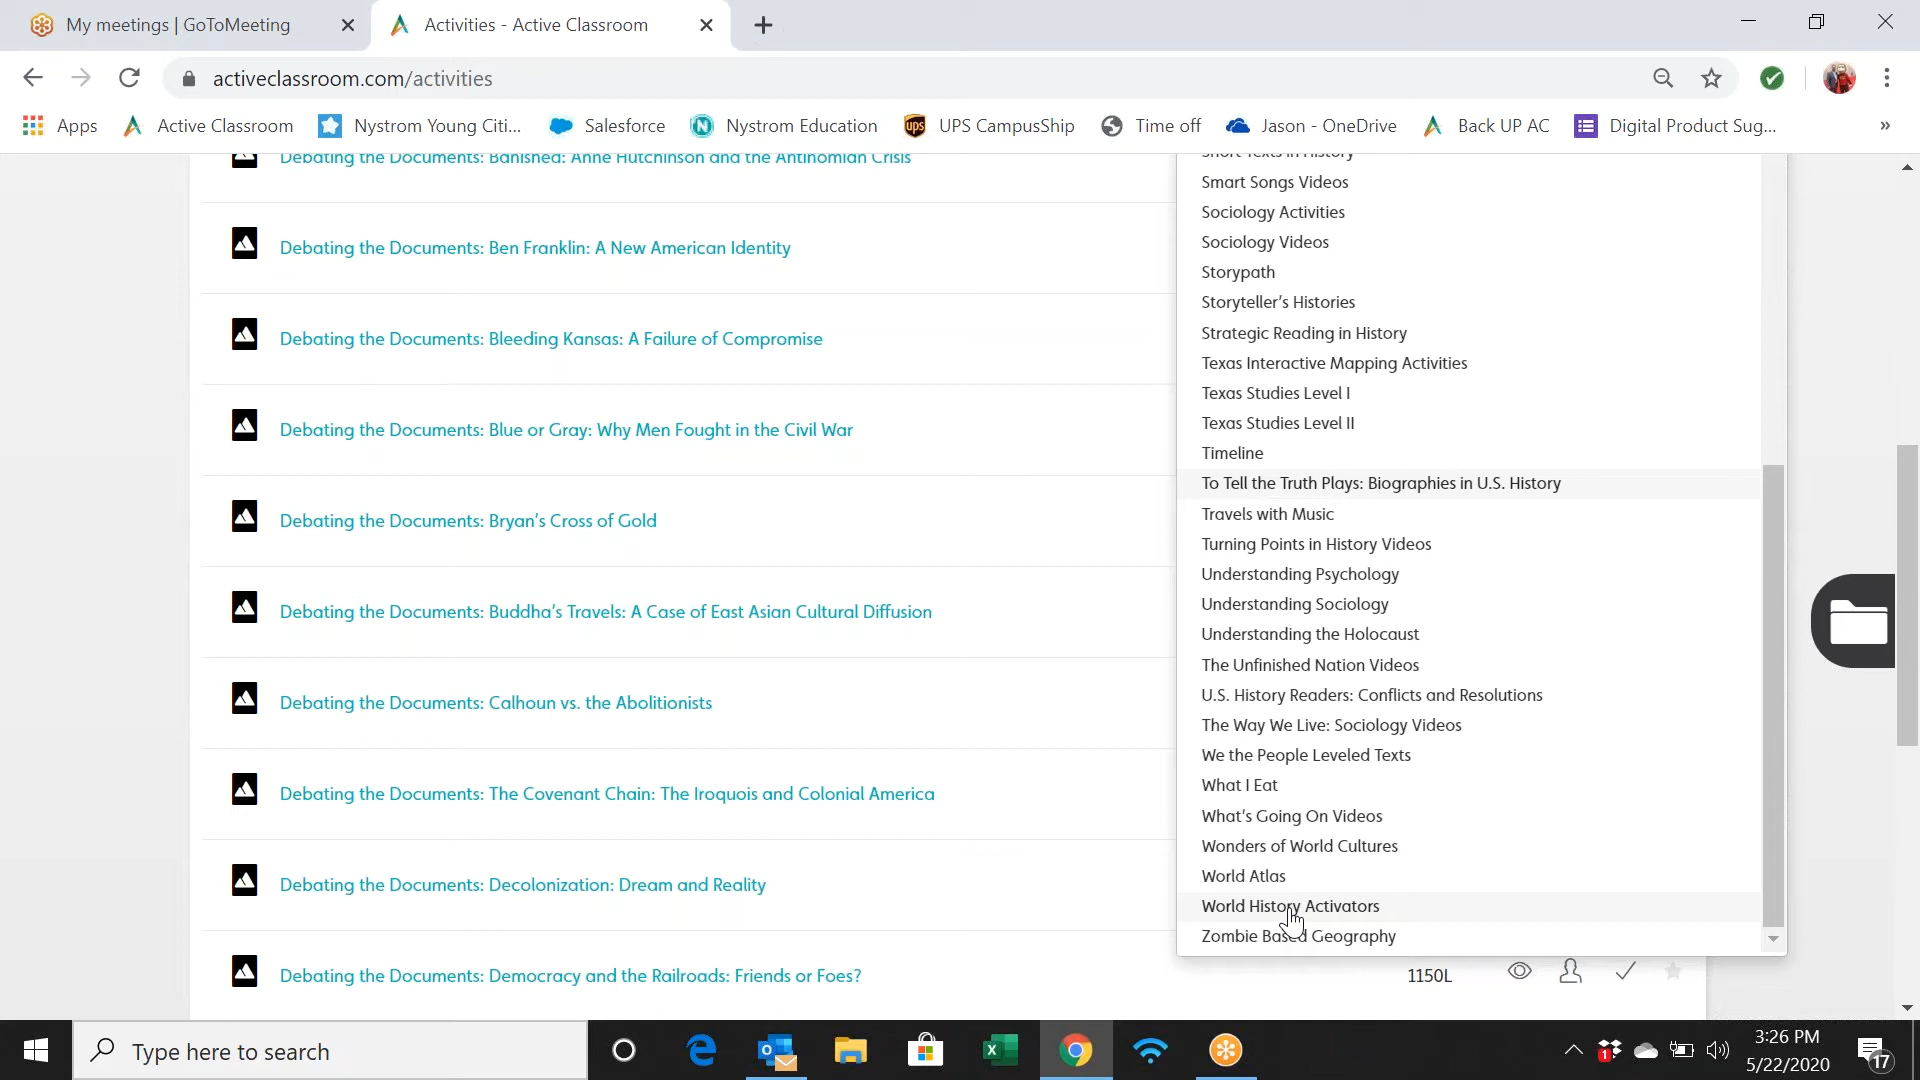 My meetings | GoToMeeting
Activities - Active Classroom
activeclassroom.com/activities
Apps
Active Classroom
Nystrom Young Citi...
Salesforce
Nystrom Education
ups
UPS CampusShip
Time off
Jason - OneDrive
Back UP AC
Digital Product Sug...
»
Debating the Documents: Banished: Anne Hutchinson and the Antinomian Crisis
Debating the Documents: Ben Franklin: A New American Identity
Debating the Documents: Bleeding Kansas: A Failure of Compromise
Debating the Documents: Blue or Gray: Why Men Fought in the Civil War
Debating the Documents: Bryan's Cross of Gold
Debating the Documents: Buddha's Travels: A Case of East Asian Cultural Diffusion
Debating the Documents: Calhoun vs. the Abolitionists
Debating the Documents: The Covenant Chain: The Iroquois and Colonial America
Debating the Documents: Decolonization: Dream and Reality
Debating the Documents: Democracy and the Railroads: Friends or Foes?
1150L
Short Texts in History
Smart Songs Videos
Sociology Activities
Sociology Videos
Storypath
Storyteller's Histories
Strategic Reading in History
Texas Interactive Mapping Activities
Texas Studies Level I
Texas Studies Level II
Timeline
To Tell the Truth Plays: Biographies in U.S. History
Travels with Music
Turning Points in History Videos
Understanding Psychology
Understanding Sociology
Understanding the Holocaust
The Unfinished Nation Videos
U.S. History Readers: Conflicts and Resolutions
The Way We Live: Sociology Videos
We the People Leveled Texts
What I Eat
What's Going On Videos
Wonders of World Cultures
World Atlas
World History Activators
Zombie Based Geography
Type here to search
1
3:26 PM
5/22/2020
17